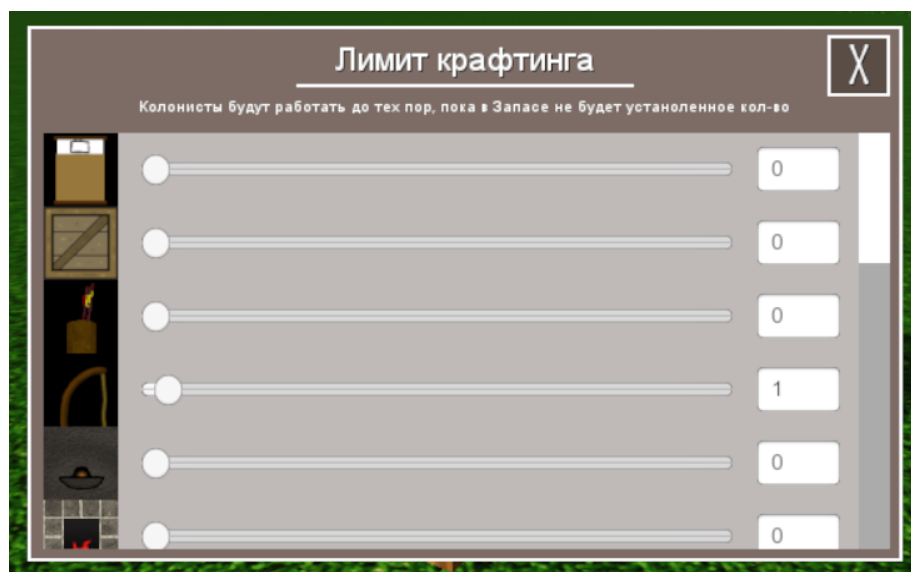 Лимит крафтинга
X
Колонисты будут работать до тех пор, пока в Запасе не будет устаноленное кол-во
0
0
0
1
0
0